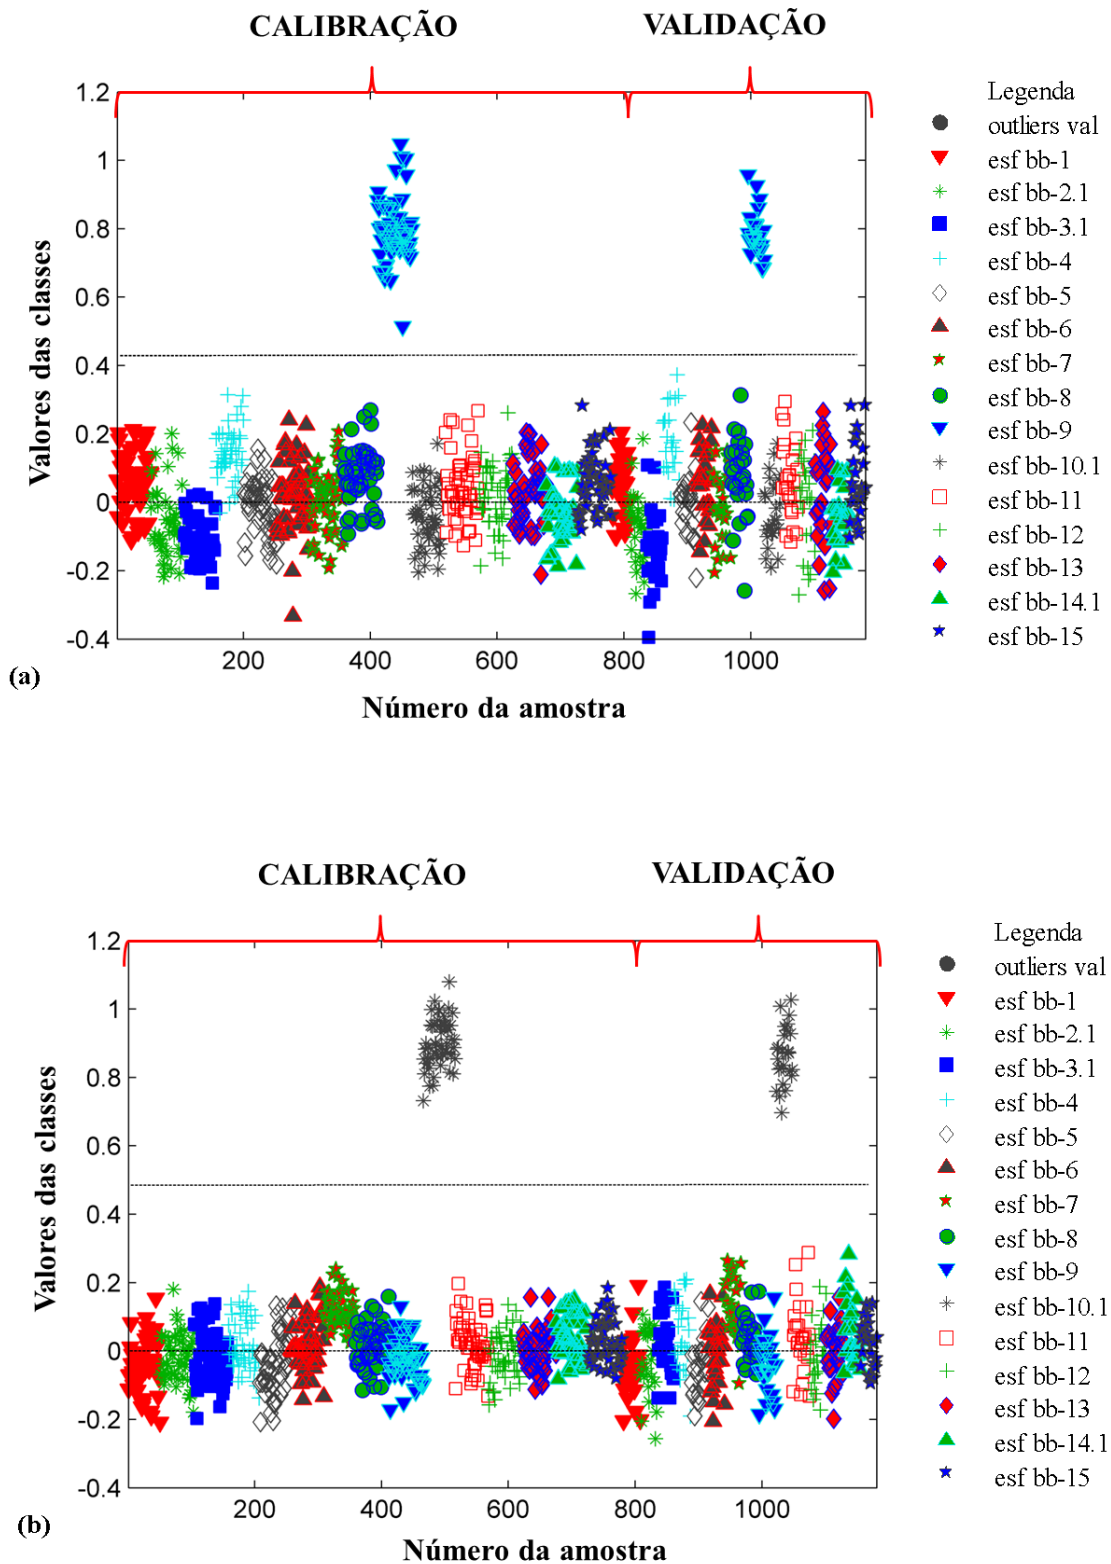 CALIBRAÇÃO
VALIDAÇÃO
1.2
1
0.8
0.6
0.4
0.2
0
-0.2
-0.4
Valores das classes
200
400
600
800
1000
Número da amostra
(a)
Legenda
outliers val
esf bb-1
esf bb-2.1
esf bb-3.1
esf bb-4
esf bb-5
esf bb-6
esf bb-7
esf bb-8
esf bb-9
esf bb-10.1
esf bb-11
esf bb-12
esf bb-13
esf bb-14.1
esf bb-15
CALIBRAÇÃO
VALIDAÇÃO
1.2
1
0.8
0.6
0.4
0.2
0
-0.2
-0.4
Valores das classes
200
400
600
800
1000
Número da amostra
(b)
Legenda
outliers val
esf bb-1
esf bb-2.1
esf bb-3.1
esf bb-4
esf bb-5
esf bb-6
esf bb-7
esf bb-8
esf bb-9
esf bb-10.1
esf bb-11
esf bb-12
esf bb-13
esf bb-14.1
esf bb-15